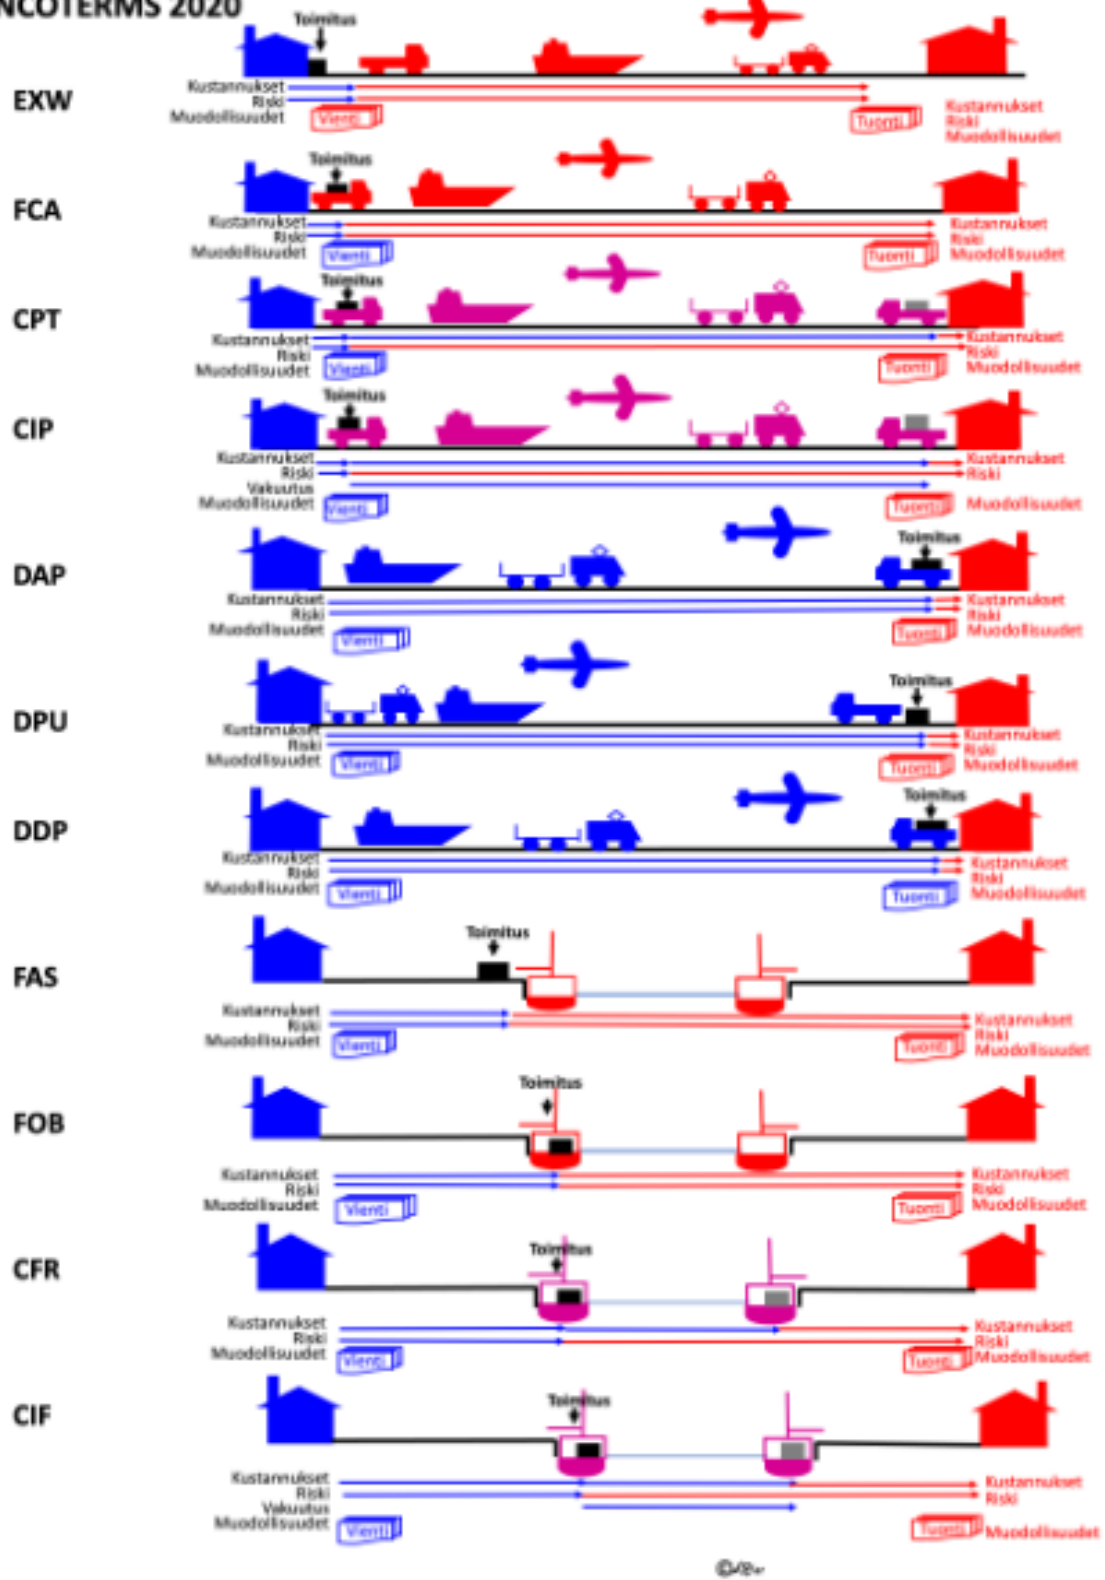 NCOTERMS 2020
Toimitus
EXW
Kustannukset
Riski
Muodollisuudet
Vienti
Tuonti
Kustannukset
Riski
Muodollisuudet
Toimitus
FCA
Kustannukset
Riski
Muodollisuudet
Vienti
Tuonti
Kustannukset
Riski
Muodollisuudet
Toimitus
CPT
Kustannukset
Riski
Muodollisuudet
Vienti
Tuonti
Kustannukset
Riski
Muodollisuudet
Toimitus
CIP
Kustannukset
Riski
Vakuutus
Muodollisuudet
Vienti
Tuonti
Kustannukset
Riski
Muodollisuudet
Toimitus
DAP
Kustannukset
Riski
Muodollisuudet
Vienti
Tuonti
Kustannukset
Riski
Muodollisuudet
Toimitus
DPU
Kustannukset
Riski
Muodollisuudet
Vienti
Tuonti
Kustannukset
Riski
Muodollisuudet
Toimitus
DDP
Kustannukset
Riski
Muodollisuudet
Vienti
Tuonti
Kustannukset
Riski
Muodollisuudet
Toimitus
FAS
Kustannukset
Riski
Muodollisuudet
Vienti
Tuonti
Kustannukset
Riski
Muodollisuudet
Toimitus
FOB
Kustannukset
Riski
Muodollisuudet
Vienti
Tuonti
Kustannukset
Riski
Muodollisuudet
Toimitus
CFR
Kustannukset
Riski
Muodollisuudet
Vienti
Tuonti
Kustannukset
Riski
Muodollisuudet
Toimitus
CIF
Kustannukset
Riski
Vakuutus
Muodollisuudet
Vienti
Tuonti
Kustannukset
Riski
Muodollisuudet